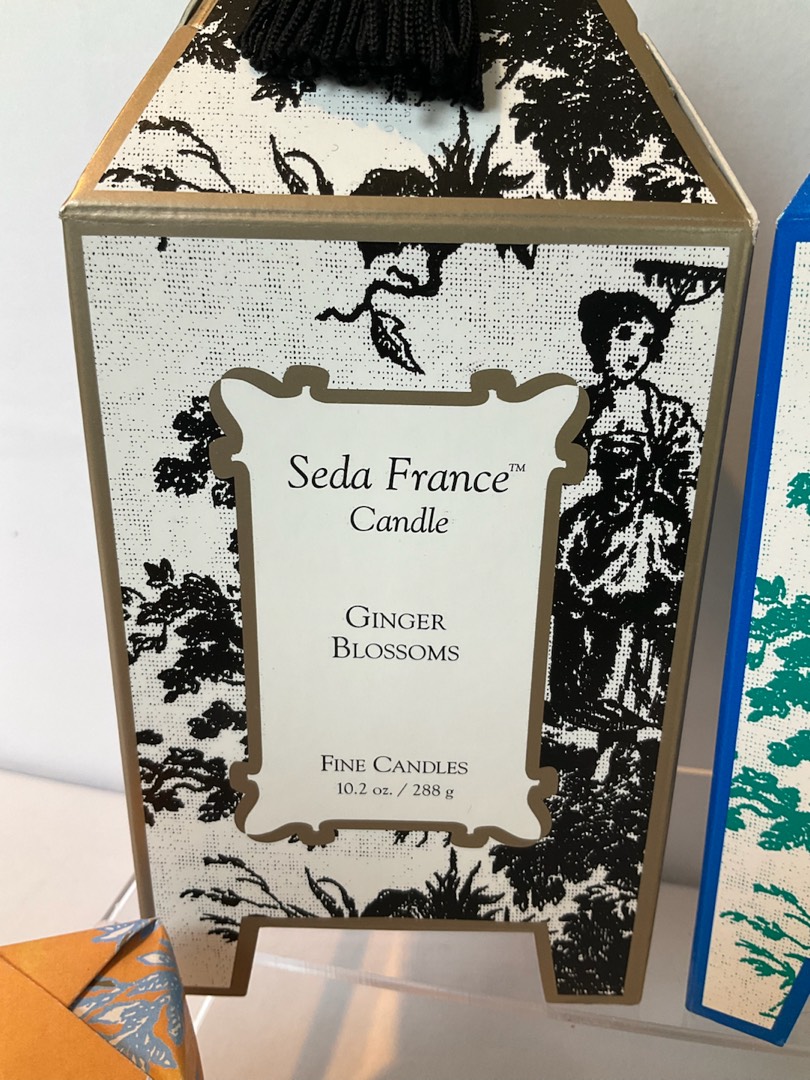 Seda France™
Candle
GINGER
BLOSSOMS
FINE CANDLES
10.2 oz. / 288 g